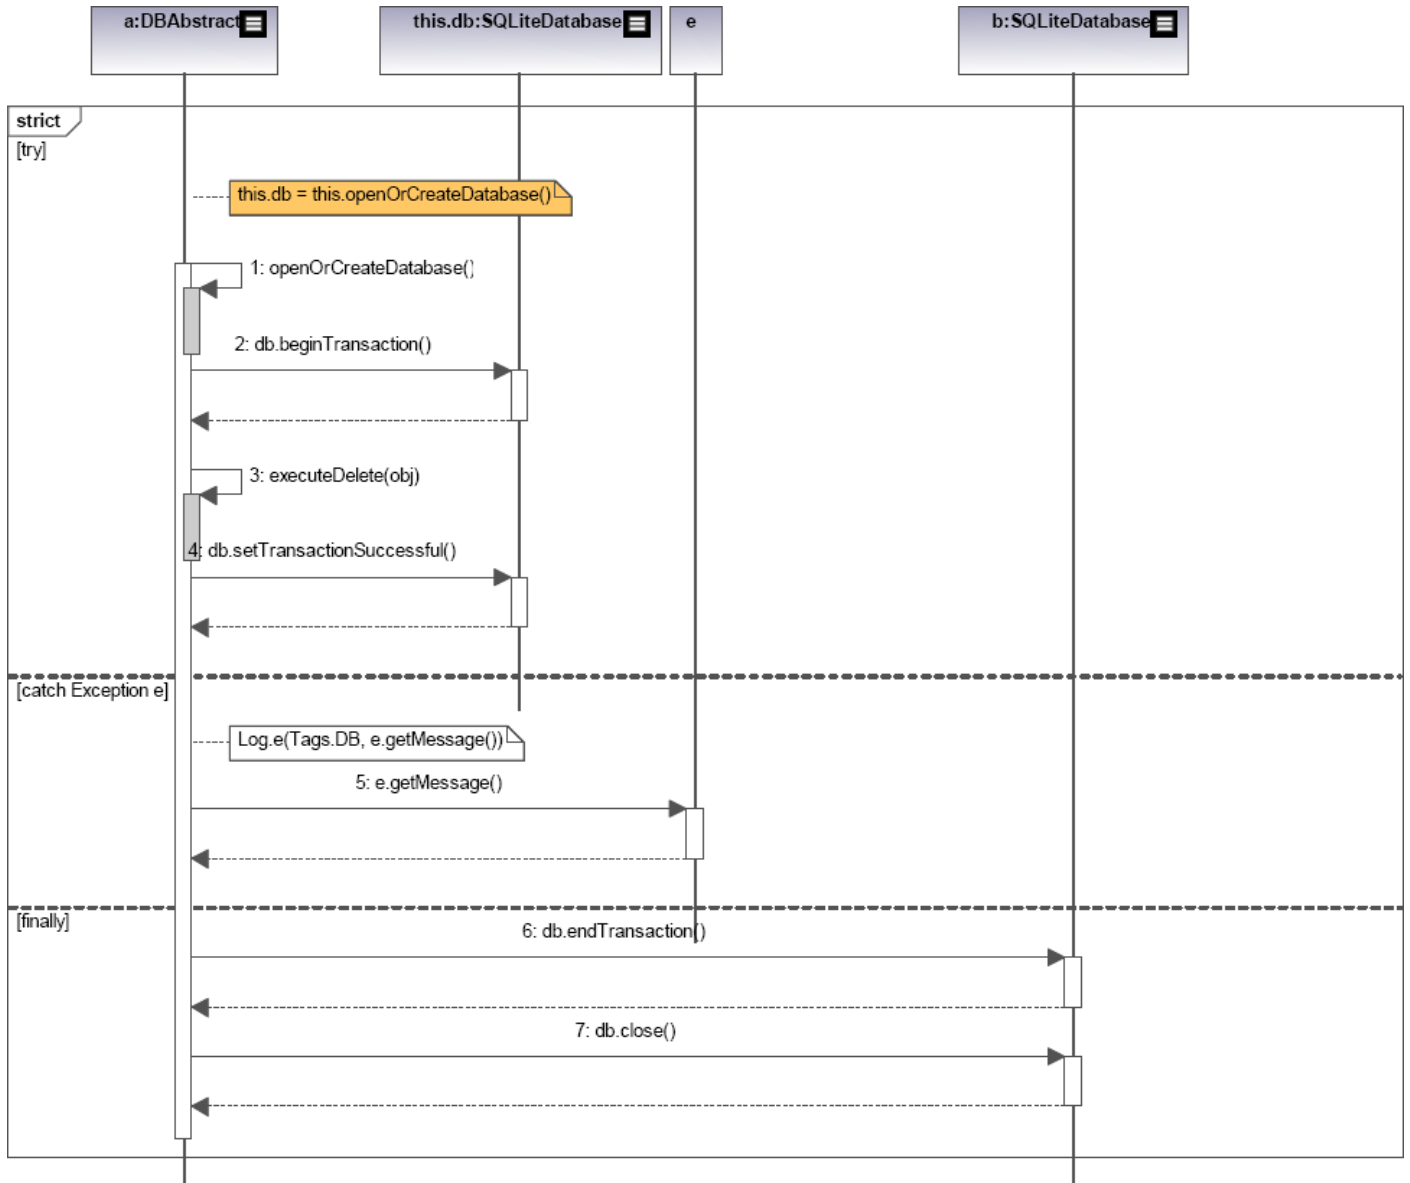 a:DBAbstract
this.db:SQLiteDatabase
e
b:SQLiteDatabase
strict
[try]
this.db = this.openOrCreateDatabase()
1: openOrCreateDatabase()
2: db.beginTransaction()
3: executeDelete(obj)
4: db.setTransactionSuccessful()
[catch Exception e]
Log.e(Tags.DB, e.getMessage())
5: e.getMessage()
[finally]
6: db.endTransaction()
7: db.close()